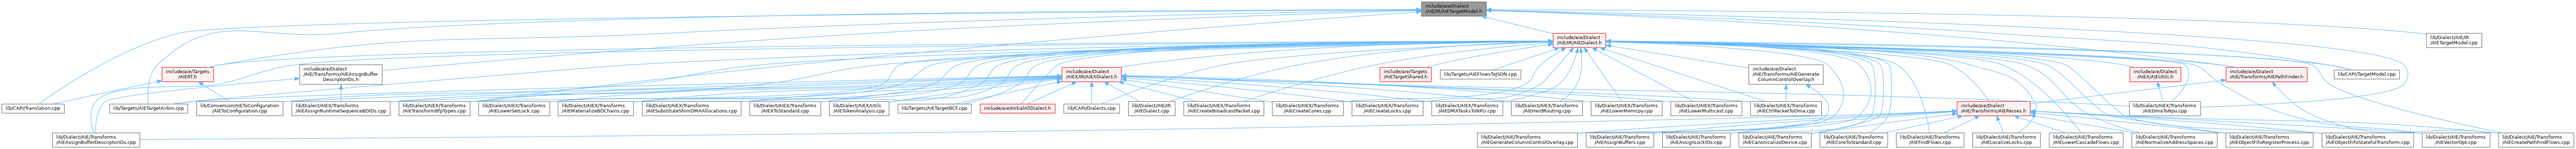 include/aie/Dialect
/AIE/IR/AIETargetModel.h
include/aie/Dialect
/AIE/IR/AIEDialect.h
lib/Dialect/AIE/IR
/AIETargetModel.cpp
include/aie/Targets
/AIERT.h
include/aie/Dialect
/AIE/Transforms/AIEAssignBuffer
DescriptorIDs.h
include/aie/Dialect
/AIEX/IR/AIEXDialect.h
include/aie/Targets
/AIETargetShared.h
lib/Targets/AIEFlowsToJSON.cpp
include/aie/Dialect
/AIE/Transforms/AIEGenerate
ColumnControlOverlay.h
include/aie/Dialect
/AIEX/AIEUtils.h
include/aie/Dialect
/AIE/Transforms/AIEPathFinder.h
lib/CAPI/TargetModel.cpp
lib/CAPI/Translation.cpp
lib/Targets/AIETargetAirbin.cpp
lib/Conversion/AIEToConfiguration
/AIEToConfiguration.cpp
lib/Dialect/AIEX/Transforms
/AIEAssignRuntimeSequenceBDIDs.cpp
lib/Dialect/AIEX/Transforms
/AIETransformBfpTypes.cpp
lib/Dialect/AIEX/Transforms
/AIELowerSetLock.cpp
lib/Dialect/AIEX/Transforms
/AIEMaterializeBDChains.cpp
lib/Dialect/AIEX/Transforms
/AIESubstituteShimDMAAllocations.cpp
lib/Dialect/AIEX/Transforms
/AIEXToStandard.cpp
lib/Dialect/AIEX/Utils
/AIETokenAnalysis.cpp
lib/Targets/AIETargetBCF.cpp
include/aie/InitialAllDialect.h
lib/CAPI/Dialects.cpp
lib/Dialect/AIE/IR
/AIEDialect.cpp
lib/Dialect/AIEX/Transforms
/AIECreateBroadcastPacket.cpp
lib/Dialect/AIEX/Transforms
/AIECreateCores.cpp
lib/Dialect/AIEX/Transforms
/AIECreateLocks.cpp
lib/Dialect/AIEX/Transforms
/AIEDMATasksToNPU.cpp
lib/Dialect/AIEX/Transforms
/AIEHerdRouting.cpp
lib/Dialect/AIEX/Transforms
/AIELowerMemcpy.cpp
lib/Dialect/AIEX/Transforms
/AIELowerMulticast.cpp
lib/Dialect/AIEX/Transforms
/AIECtrlPacketToDma.cpp
include/aie/Dialect
/AIE/Transforms/AIEPasses.h
lib/Dialect/AIEX/Transforms
/AIEDmaToNpu.cpp
lib/Dialect/AIE/Transforms
/AIEAssignBufferDescriptorIDs.cpp
lib/Dialect/AIE/Transforms
/AIEGenerateColumnControlOverlay.cpp
lib/Dialect/AIE/Transforms
/AIEAssignBuffers.cpp
lib/Dialect/AIE/Transforms
/AIEAssignLockIDs.cpp
lib/Dialect/AIE/Transforms
/AIECanonicalizeDevice.cpp
lib/Dialect/AIE/Transforms
/AIECoreToStandard.cpp
lib/Dialect/AIE/Transforms
/AIEFindFlows.cpp
lib/Dialect/AIE/Transforms
/AIELocalizeLocks.cpp
lib/Dialect/AIE/Transforms
/AIELowerCascadeFlows.cpp
lib/Dialect/AIE/Transforms
/AIENormalizeAddressSpaces.cpp
lib/Dialect/AIE/Transforms
/AIEObjectFifoRegisterProcess.cpp
lib/Dialect/AIE/Transforms
/AIEObjectFifoStatefulTransform.cpp
lib/Dialect/AIE/Transforms
/AIEVectorOpt.cpp
lib/Dialect/AIE/Transforms
/AIECreatePathFindFlows.cpp